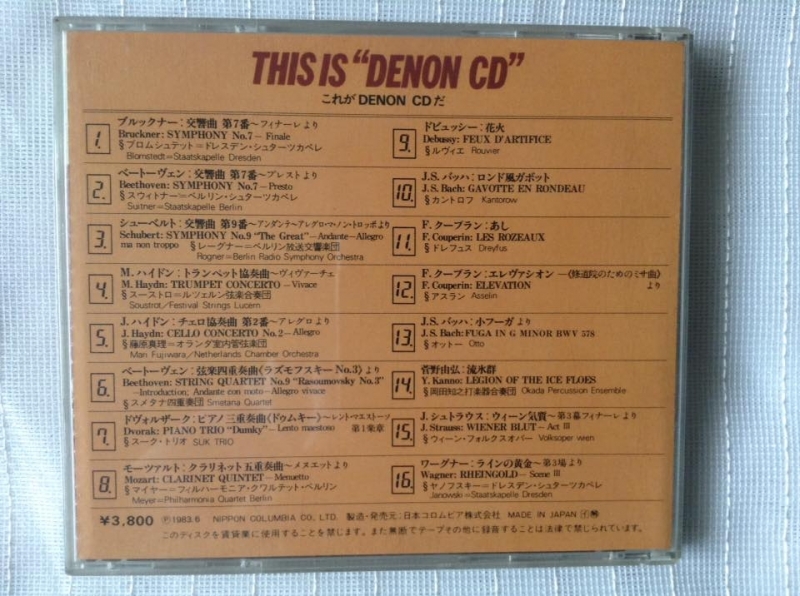 THIS IS “DENON CD”
これが DENON CD だ
1. ブルックナー：交響曲 第7番～フィナーレ より
Bruckner: SYMPHONY No.7 — Finale
§ブロムシュテット＝ドレスデン・シュターツカペレ
Blomstedt=Staatskapelle Dresden
2. ベートーヴェン：交響曲 第7番～プレストより
Beethoven: SYMPHONY No.7 — Presto
§スウィトナー＝ベルリン・シュターツカペレ
Suitner=Staatskapelle Berlin
3. シューベルト：交響曲 第9番～アンダンテ～アレグロ・マ・ノン・トロッポより
Schubert: SYMPHONY No.9 "The Great" — Andante—Allegro
ma non troppo §レーグナー＝ベルリン放送交響楽団
Rogner=Berlin Radio Symphony Orchestra
4. M. ハイドン：トランペット協奏曲～ヴィヴァーチェ
M. Haydn: TRUMPET CONCERTO — Vivace
§スーストロ＝ルツェルン弦楽合奏団
Soustrot/Festival Strings Lucern
5. J. ハイドン：チェロ協奏曲 第2番～アレグロ より
J. Haydn: CELLO CONCERTO No.2 — Allegro
§藤原真理＝オランダ室内管弦楽団
Mari Fujiwara/Netherlands Chamber Orchestra
6. ベートーヴェン：弦楽四重奏曲《ラズモフスキー No.3》より
Beethoven: STRING QUARTET No.9 "Rasoumovsky No.3"
—Introduction; Andante con moto—Allegro vivace
§スメタナ四重奏団 Smetana Quartet
7. ドヴォルザーク：ピアノ三重奏曲《ドゥムキー》～レント・マエストーソ
Dvorak: PIANO TRIO "Dumky" — Lento maestoso 第1楽章
§スーク・トリオ SUK TRIO
8. モーツァルト：クラリネット五重奏曲～メヌエットより
Mozart: CLARINET QUINTET — Menuetto
§マイヤー＝フィルハーモニア・クワルテット・ベルリン
Meyer=Philharmonia Quartet Berlin
9. ドビュッシー：花火
Debussy: FEUX D'ARTIFICE
§ルヴィエ Rouvier
10. J.S. バッハ：ロンド風ガボット
J.S. Bach: GAVOTTE EN RONDEAU
§カントロフ Kantorow
11. F. クープラン：あし
F. Couperin: LES ROZEAUX
§ドレフュス Dreyfus
12. F. クープラン：エレヴァシオン —《修道院のためのミサ曲》
F. Couperin: ELEVATION より
§アスラン Asselin
13. J.S. バッハ：小フーガ より
J.S. Bach: FUGA IN G MINOR BWV 578
§オットー Otto
14. 菅野由弘：流氷群
Y. Kanno: LEGION OF THE ICE FLOES
§岡田知之打楽器合奏団 Okada Percussion Ensemble
15. J. シュトラウス：ウィーン気質～第3幕フィナーレ より
J. Strauss: WIENER BLUT — Act III
§ウィーン・フォルクスオパー Volksoper wien
16. ワーグナー：ラインの黄金～第3場より
Wagner: RHEINGOLD — Scene III
§ヤノフスキー＝ドレスデン・シュターツカペレ
Janowski=Staatskapelle Dresden
¥3,800 ℗1983.6 NIPPON COLUMBIA CO., LTD. 製造・発売元：日本コロムビア株式会社 MADE IN JAPAN
このディスクを賃貸業に使用することを禁じます。また無断でテープその他に録音することは法律で禁じられています。